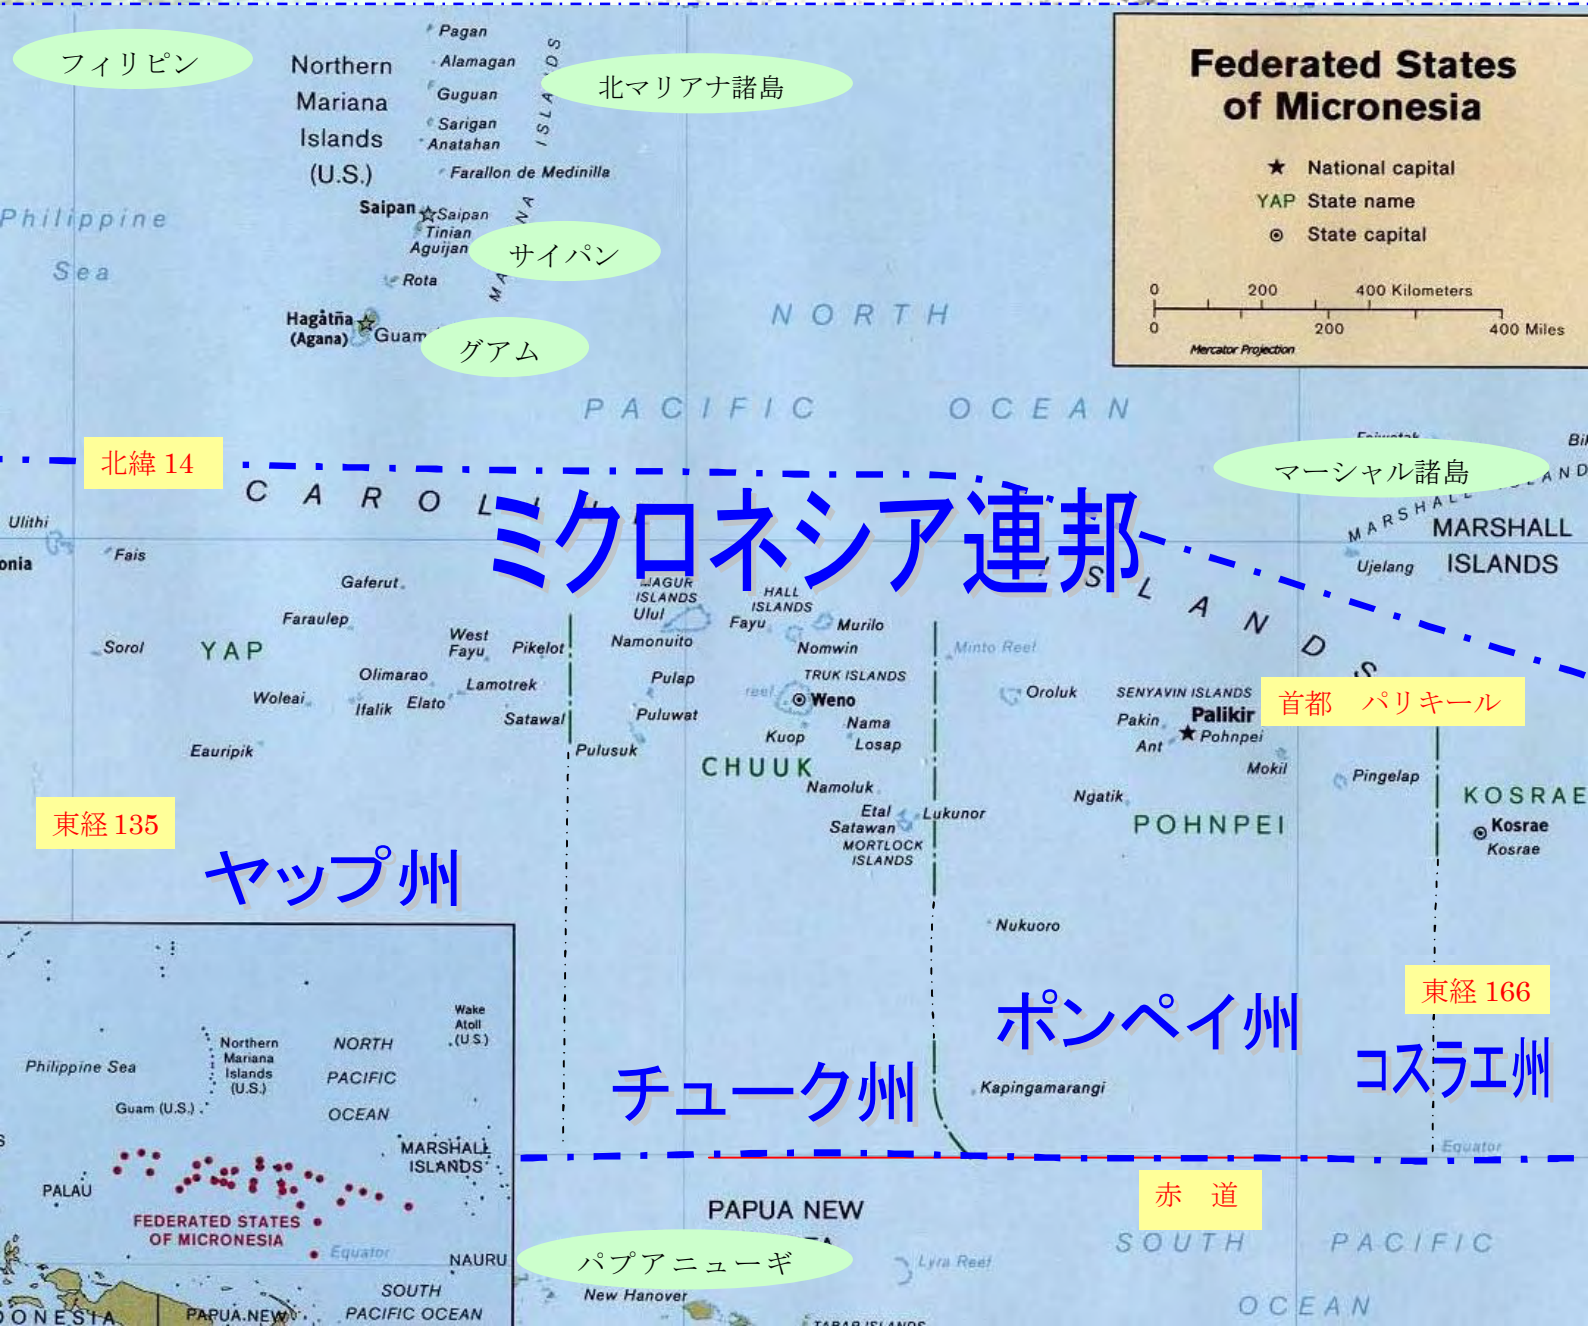 フィリピン
Northern
Mariana
Islands
(U.S.)
Pagan
Alamagan
Guguan
Sarigan
Anatahan
Farallon de Medinilla
北マリアナ諸島
Federated States
of Micronesia
National capital
YAP State name
State capital
0 200 400 Kilometers
0 200 400 Miles
Mercator Projection
Philippine
Sea
Saipan
Saipan
Tinian
Aguijan
サイパン
Rota
Hagåtña
(Agana)
Guam
グアム
NORTH
PACIFIC OCEAN
北緯 14
マーシャル諸島
MARSHALL
ISLANDS
Ujelang
ミクロネシア連邦
Ulithi
Fais
Gaferut
Faraulep
Sorol
YAP
West
Fayu
Pikelot
Olimarao
Lamotrek
Woleai
Ifalik
Elato
Satawal
Eauripik
MAGUR
ISLANDS
Ulul
Namonuito
Pulap
Puluwat
Pulusuk
HALL
ISLANDS
Fayu
Murilo
Nomwin
TRUK ISLANDS
reef
Weno
Nama
Kuop
Losap
CHUUK
Namoluk
Etal
Lukunor
Satawan
MORTLOCK
ISLANDS
Minto Reef
Oroluk
SENYAVIN ISLANDS
首都 パリキール
Pakin
Palikir
Pohnpei
Ant
Mokil
Pingelap
Ngatik
POHNPEI
KOSRAE
Kosrae
Kosrae
東経 135
ヤップ州
Nukuoro
東経 166
ポンペイ州
コスラエ州
チューク州
Kapingamarangi
Equator
赤 道
PAPUA NEW
パプアニューギ
Lyra Reef
New Hanover
TABAR ISLANDS
SOUTH PACIFIC
OCEAN
Wake
Atoll
(U.S.)
Northern
Mariana
Islands
(U.S.)
NORTH
PACIFIC
OCEAN
Philippine Sea
Guam (U.S.)
MARSHALL
ISLANDS
PALAU
FEDERATED STATES
OF MICRONESIA
Equator
NAURU
SOUTH
PACIFIC OCEAN
PAPUA NEW